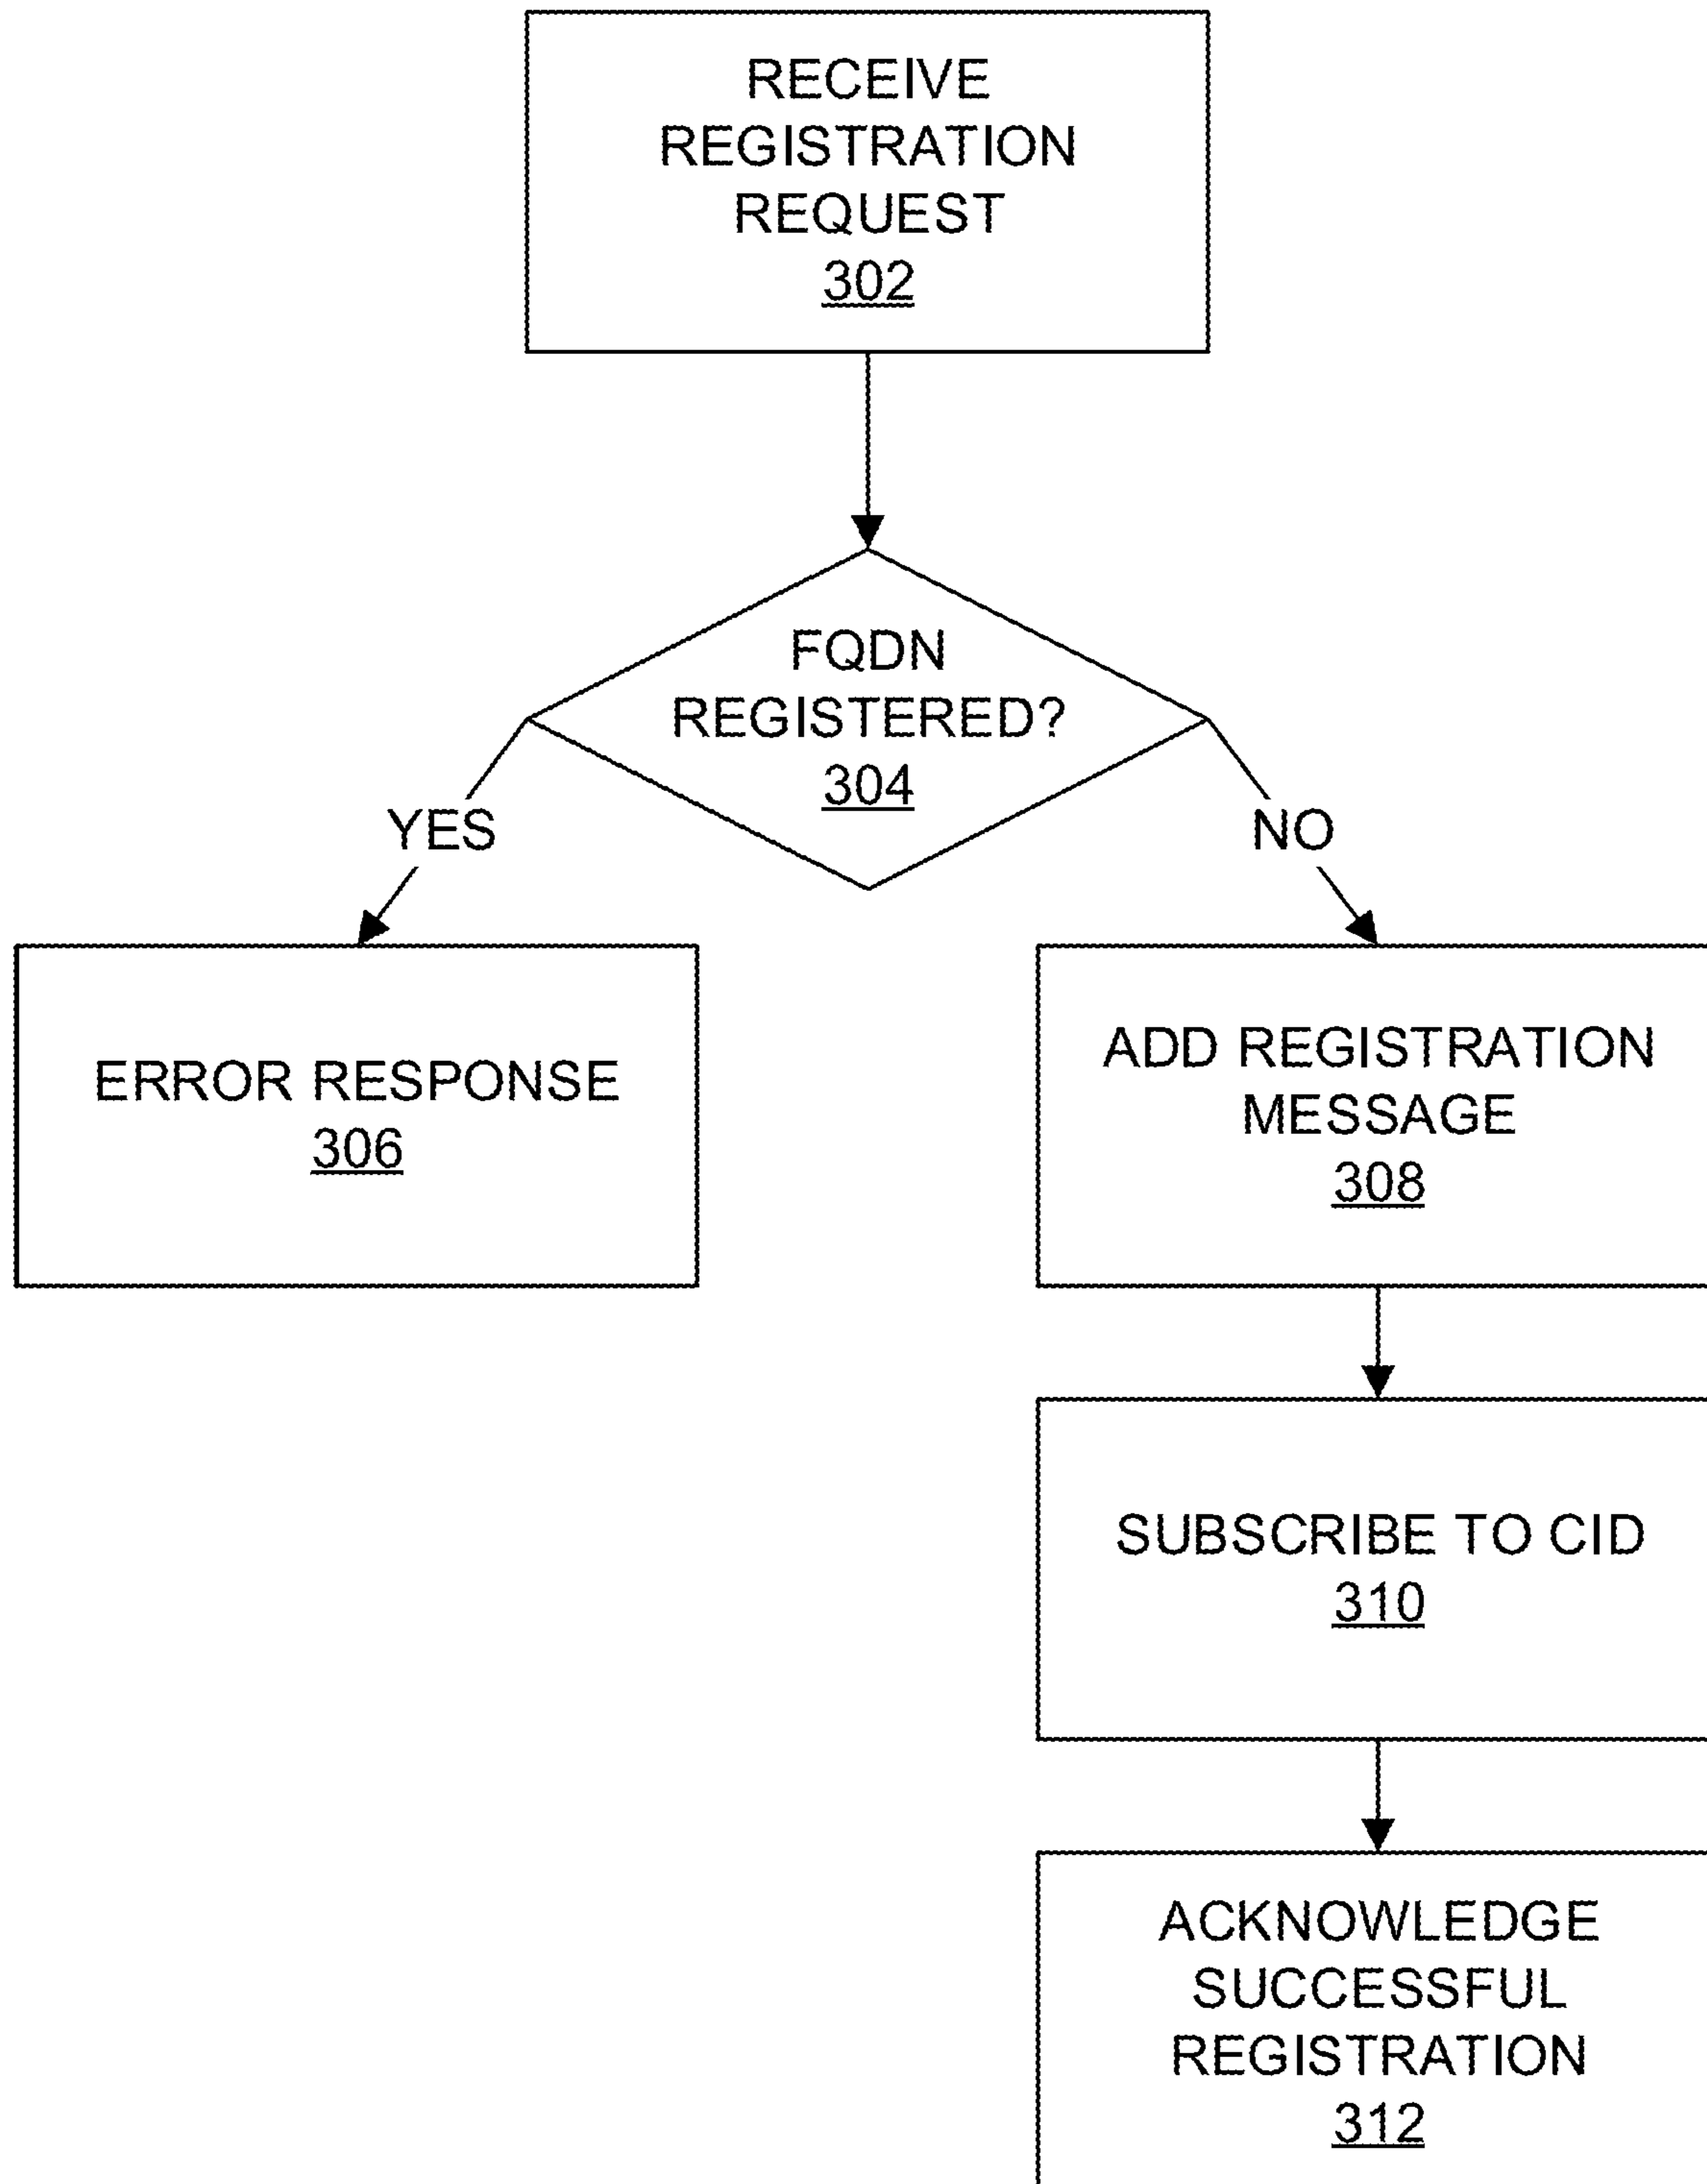 RECEIVE
REGISTRATION
REQUEST
302
FQDN
REGISTERED?
304
YES
NO
ERROR RESPONSE
306
ADD REGISTRATION
MESSAGE
308
SUBSCRIBE TO CID
310
ACKNOWLEDGE
SUCCESSFUL
REGISTRATION
312